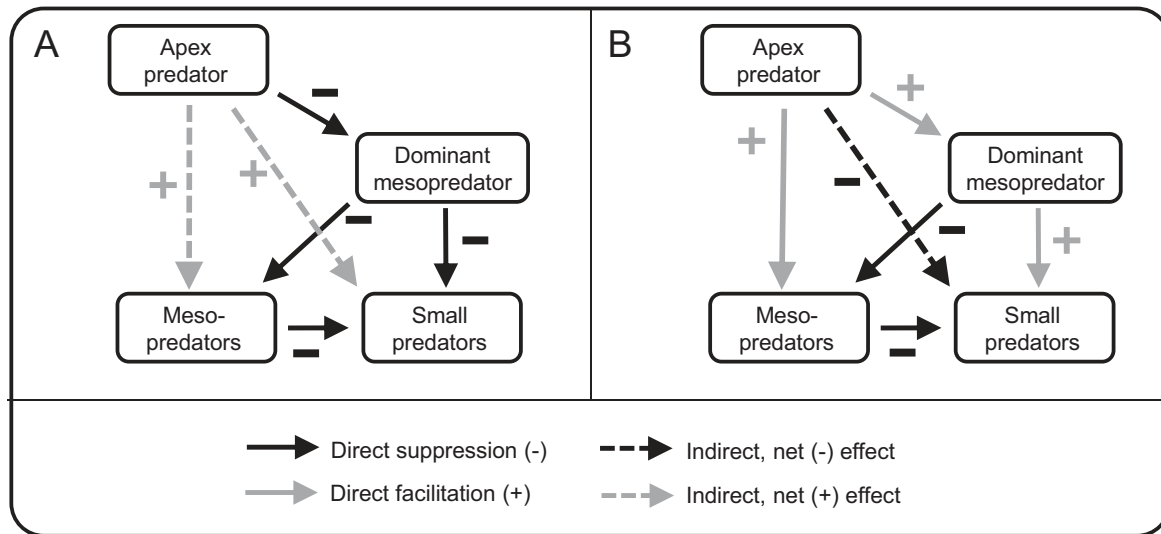 A
Apex
predator
−
+
+
Dominant
mesopredator
−
−
Meso-
predators
−
Small
predators
B
Apex
predator
+
+
−
Dominant
mesopredator
−
+
Meso-
predators
−
Small
predators
Direct suppression (-)
Indirect, net (-) effect
Direct facilitation (+)
Indirect, net (+) effect